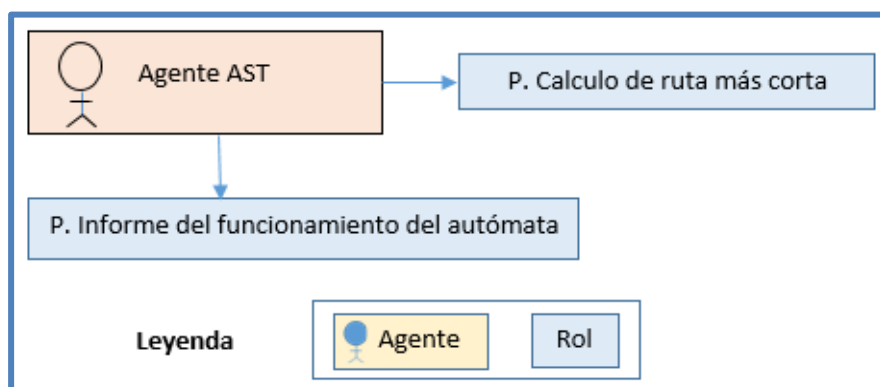 Agente AST
P. Calculo de ruta más corta
P. Informe del funcionamiento del autómata
Leyenda
Agente
Rol